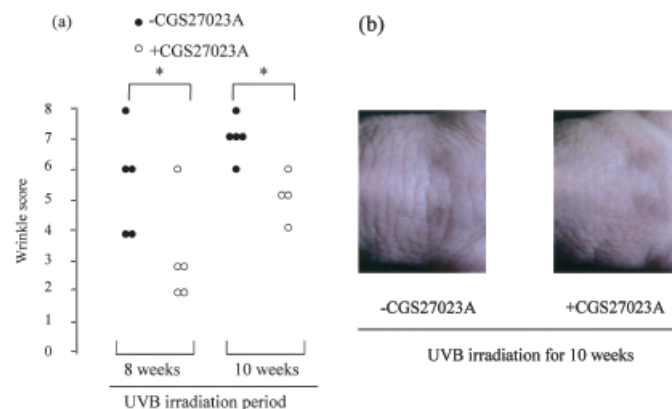 (a)
-CGS27023A
+CGS27023A
*
*
Wrinkle score
8
7
6
5
4
3
2
1
0
8 weeks
10 weeks
UVB irradiation period
(b)
-CGS27023A
+CGS27023A
UVB irradiation for 10 weeks